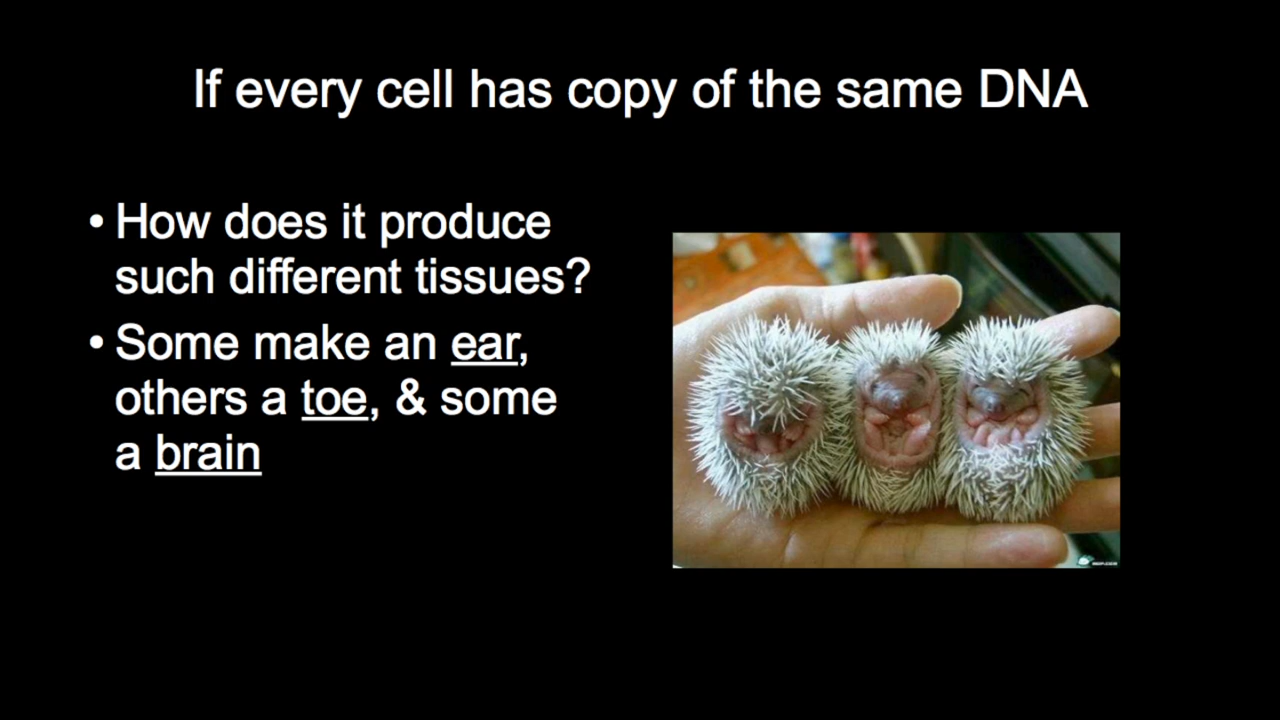 If every cell has copy of the same DNA
• How does it produce
such different tissues?
• Some make an ear,
others a toe, & some
a brain